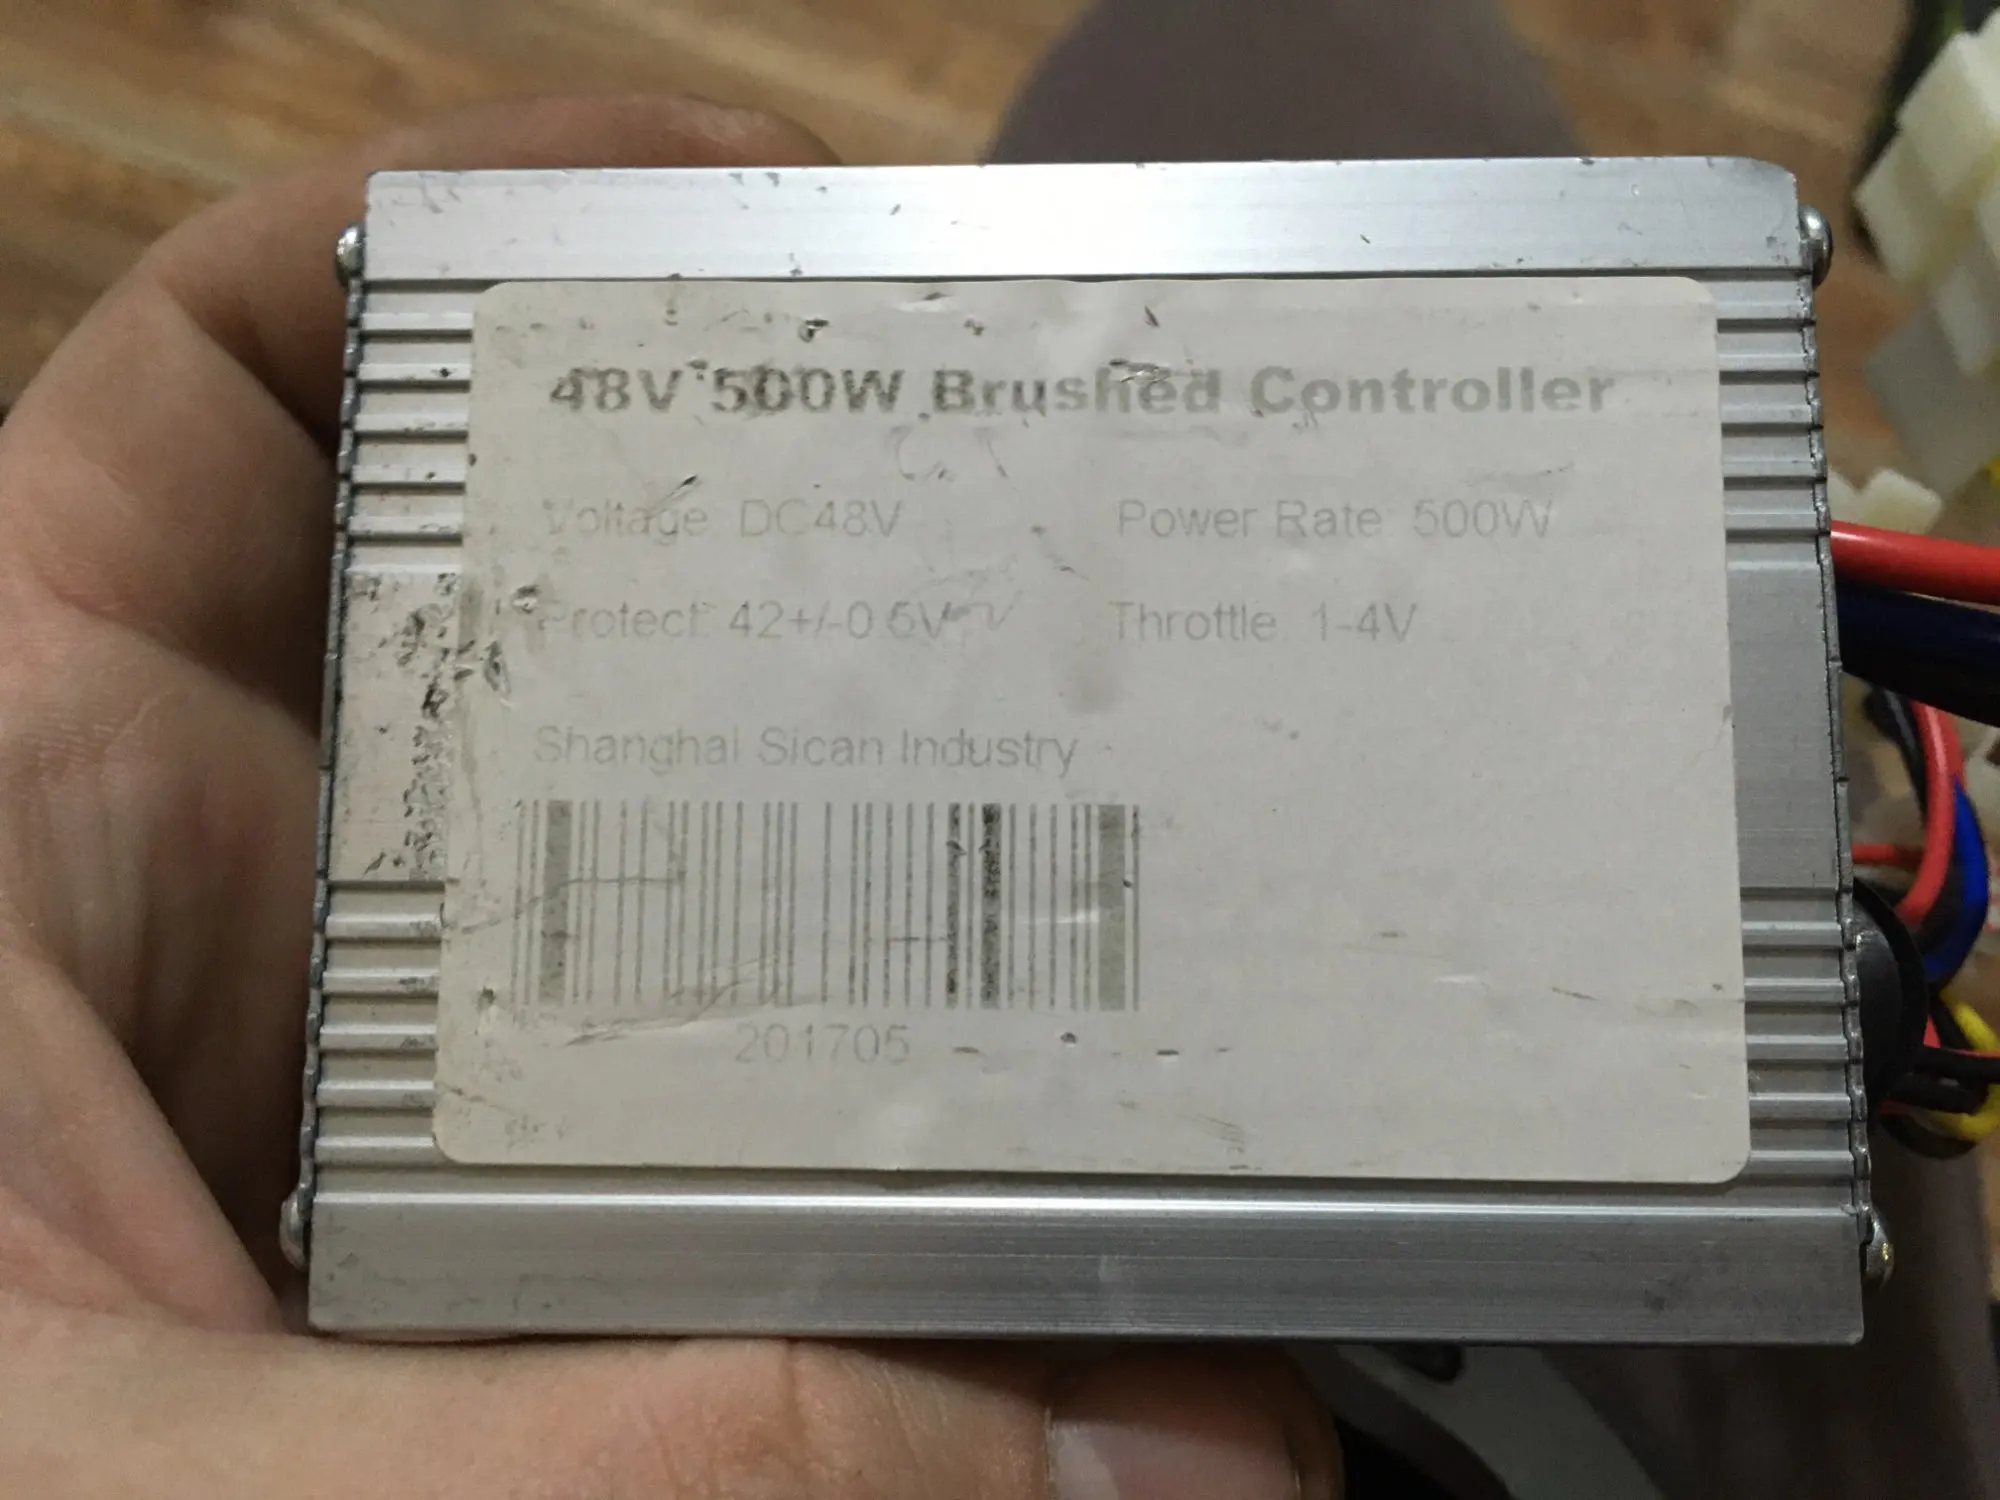 48V 500W Brushed Controller
Voltage: DC48V Power Rate: 500W
Protect: 42+/-0.5V Throttle: 1-4V
Shanghai Sican Industry
201705